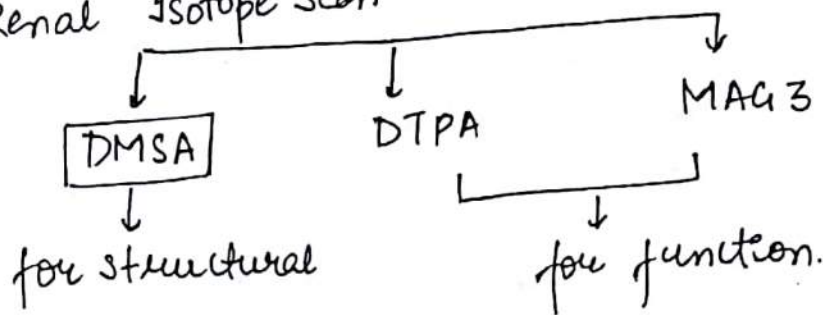 Renal Isotope scan
DMSA
DTPA
MAG3
for structural
for function.